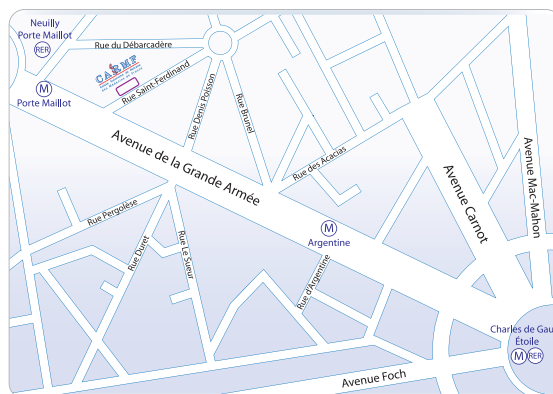 Neuilly
Porte Maillot
RER
Rue du Débarcadère
CARMF
M
Porte Maillot
Rue Saint-Ferdinand
Rue Denis Poisson
Rue Brunel
Avenue de la Grande Armée
Rue des Acacias
Avenue Carnot
Avenue Mac-Mahon
Rue Pergolèse
Rue Duret
Rue Le Sueur
M
Argentine
Rue d'Argentine
Charles de Gau
Étoile
M RER
Avenue Foch